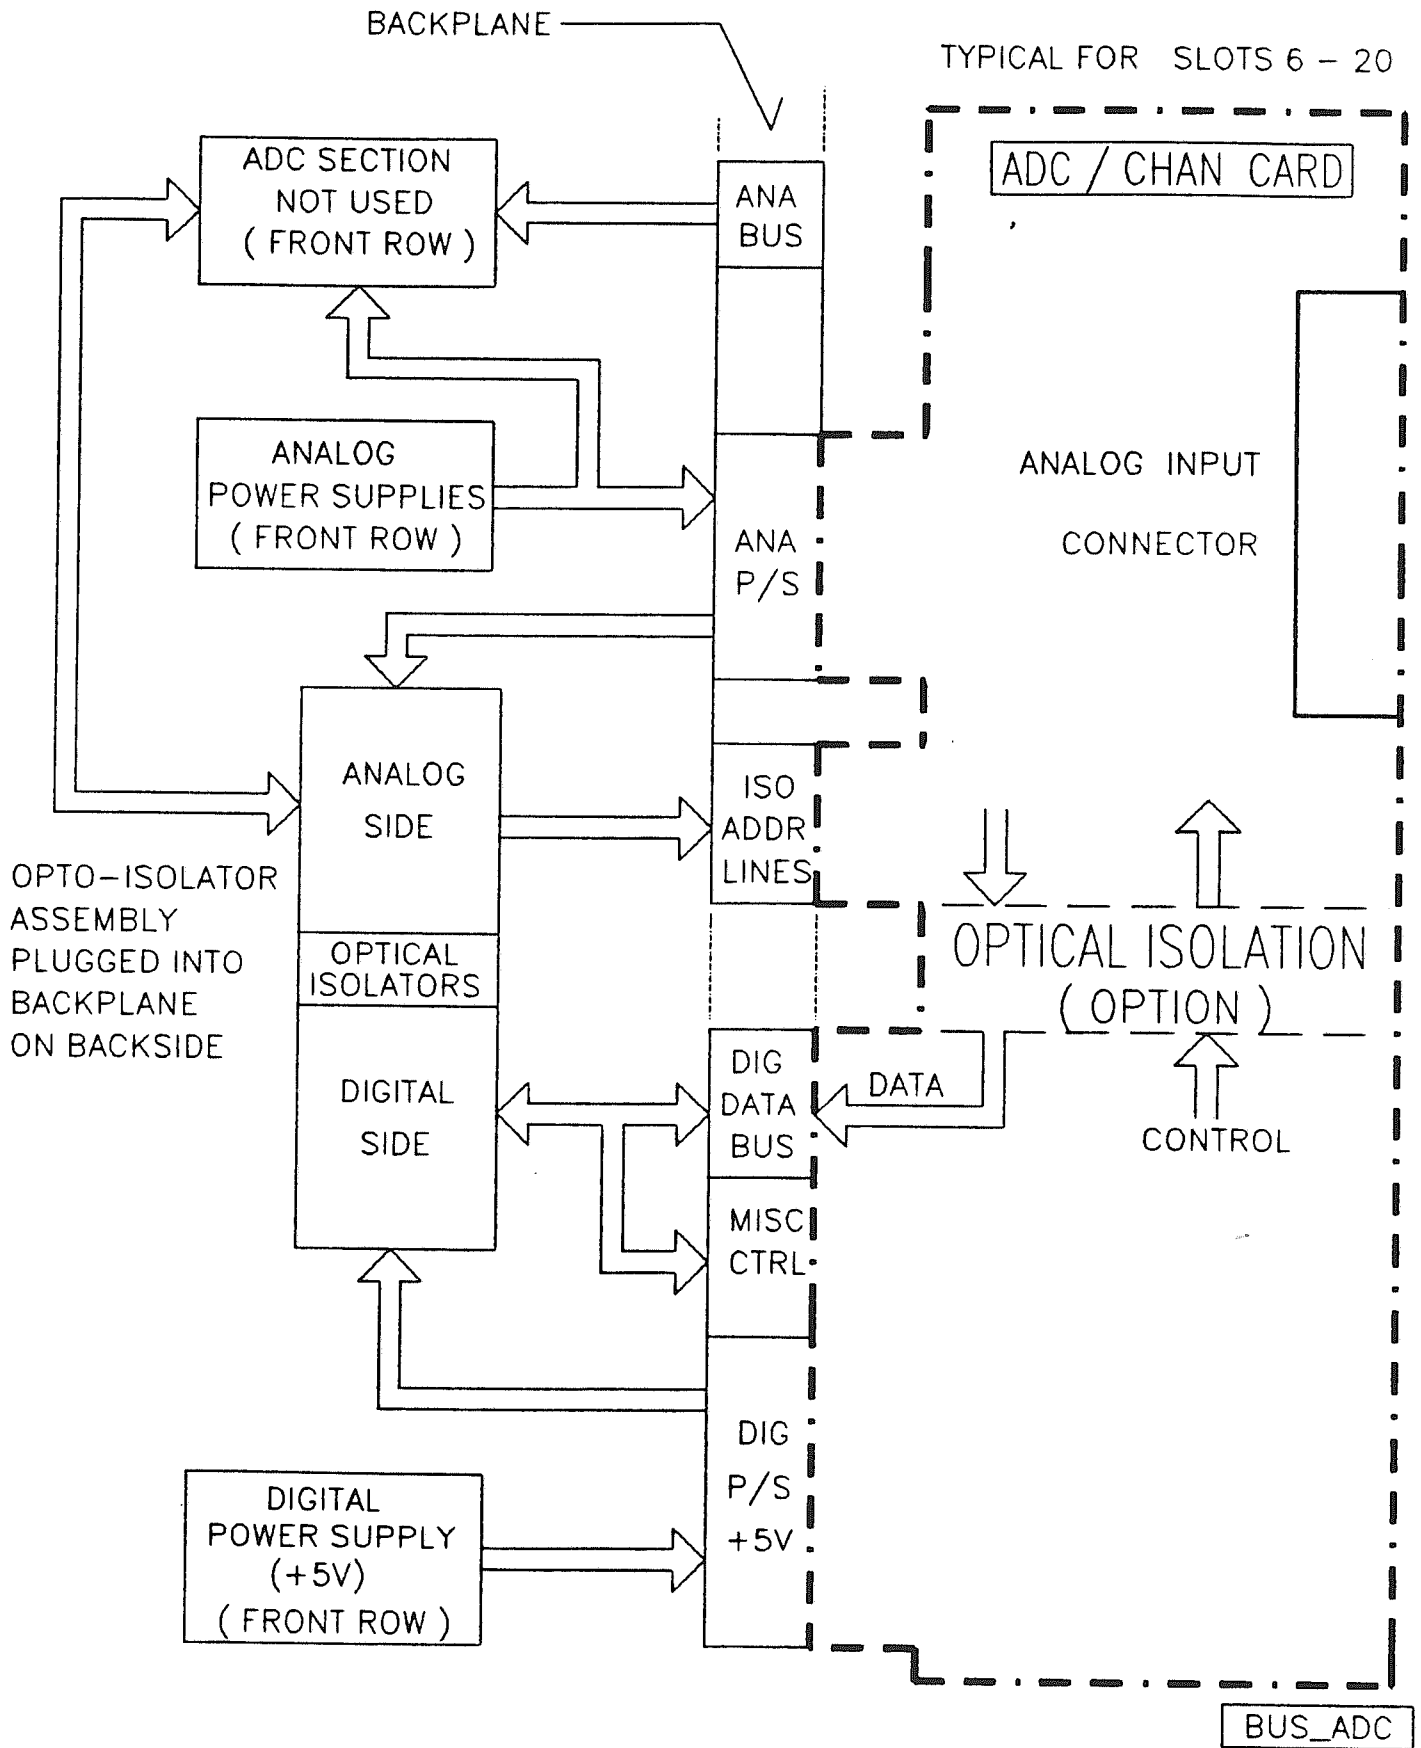 BACKPLANE
TYPICAL FOR SLOTS 6 - 20
ADC SECTION
NOT USED
( FRONT ROW )
ANA
BUS
ADC / CHAN CARD
ANALOG
POWER SUPPLIES
( FRONT ROW )
ANA
P/S
ANALOG INPUT
CONNECTOR
ANALOG
SIDE
ISO
ADDR
LINES
OPTO-ISOLATOR
ASSEMBLY
PLUGGED INTO
BACKPLANE
ON BACKSIDE
OPTICAL
ISOLATORS
OPTICAL ISOLATION
( OPTION )
DIGITAL
SIDE
DIG
DATA
BUS
DATA
CONTROL
MISC
CTRL
DIG
P/S
+5V
DIGITAL
POWER SUPPLY
(+5V)
( FRONT ROW )
BUS_ADC